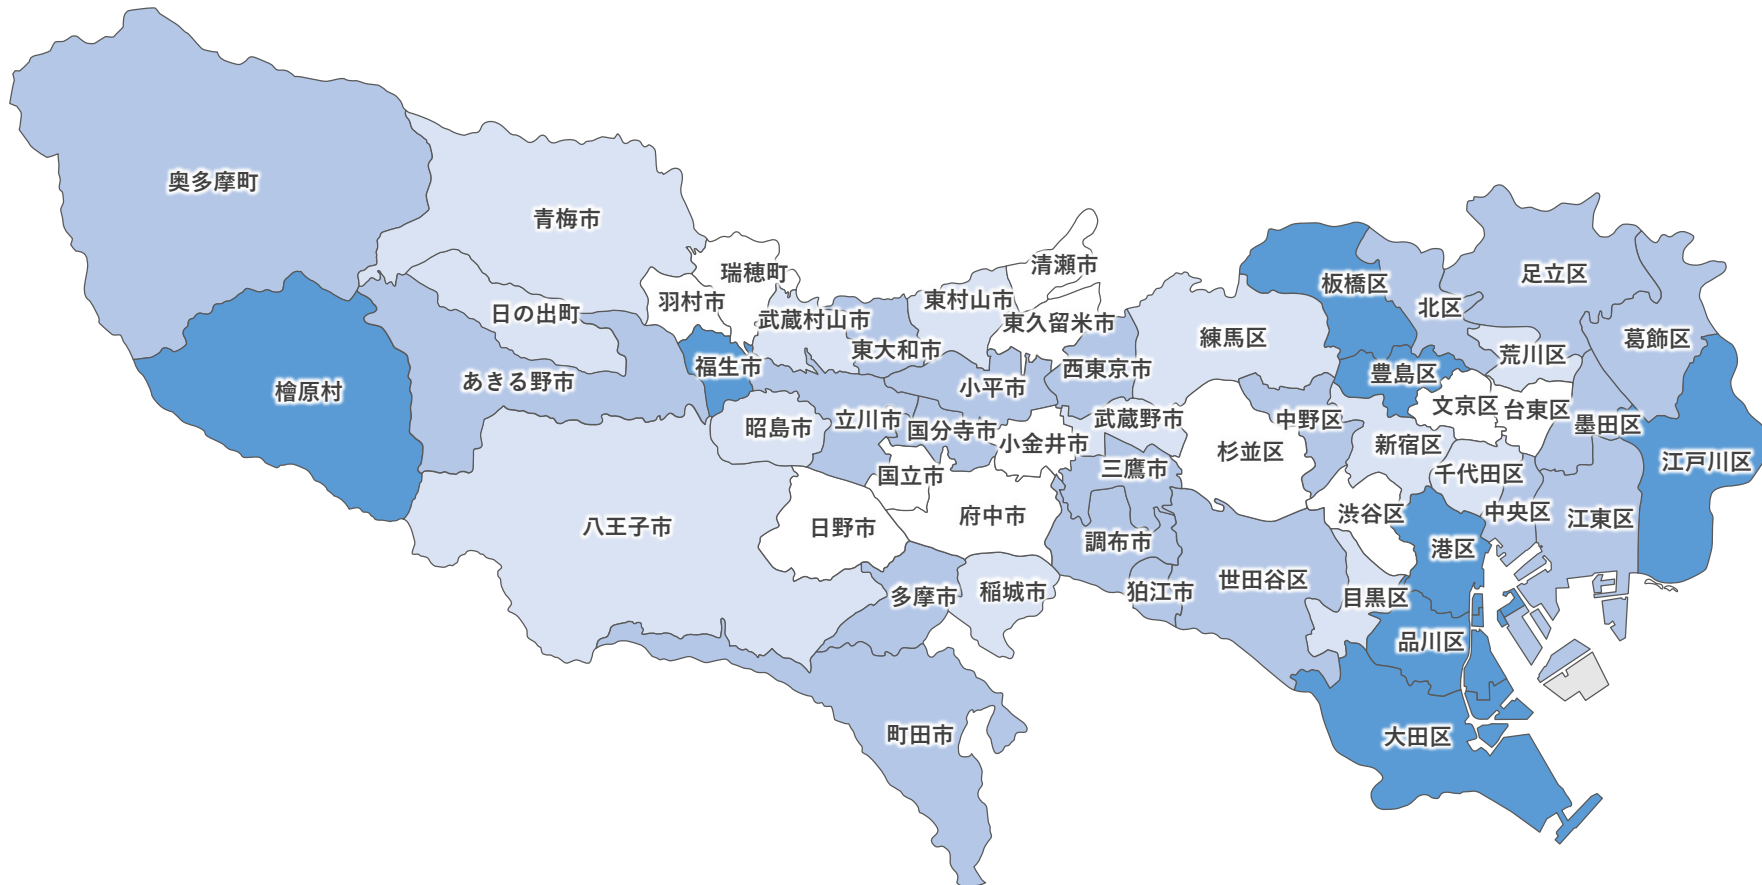 奥多摩町
青梅市
瑞穂町
清瀬市
羽村市
東村山市
日の出町
武蔵村山市
東久留米市
東大和市
福生市
西東京市
あきる野市
小平市
檜原村
昭島市
立川市
国分寺市
小金井市
武蔵野市
国立市
三鷹市
八王子市
日野市
府中市
調布市
多摩市
稲城市
狛江市
町田市
足立区
板橋区
北区
練馬区
葛飾区
荒川区
豊島区
文京区
台東区
中野区
墨田区
杉並区
新宿区
江戸川区
千代田区
渋谷区
中央区
江東区
港区
世田谷区
目黒区
品川区
大田区